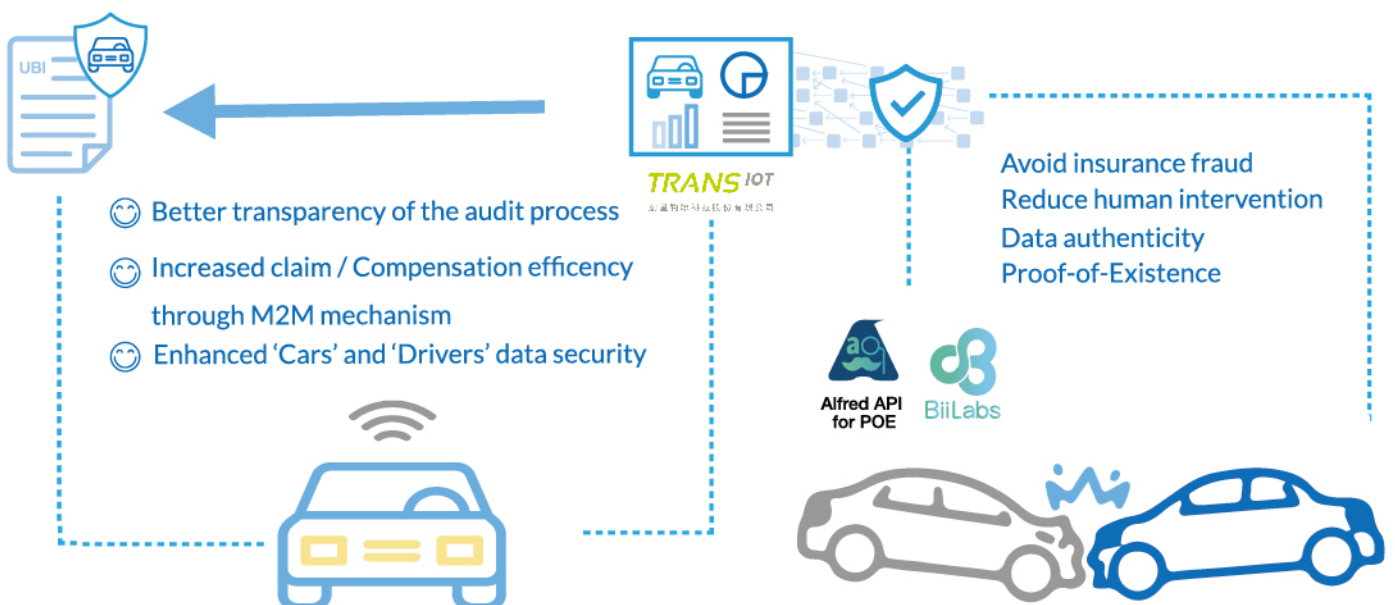 UBI
TRANS IOT
Better transparency of the audit process
Increased claim / Compensation efficency
through M2M mechanism
Enhanced ‘Cars’ and ‘Drivers’ data security
Avoid insurance fraud
Reduce human intervention
Data authenticity
Proof-of-Existence
Alfred API
for POE
BiiLabs